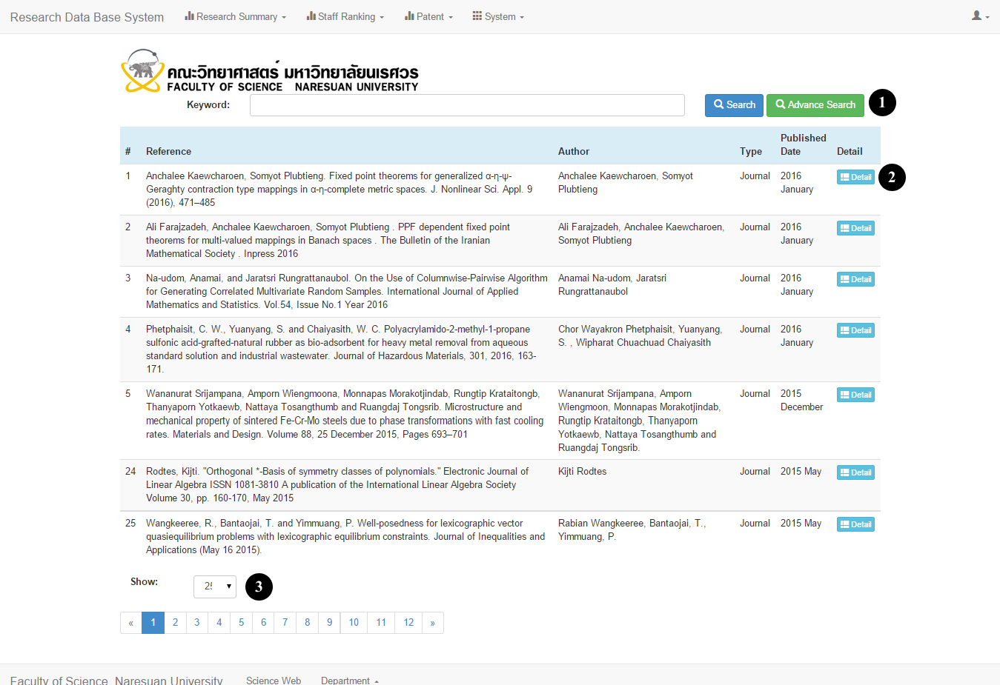 Research Data Base System Research Summary Staff Ranking Patent System
คณะวิทยาศาสตร์ มหาวิทยาลัยนเรศวร
FACULTY OF SCIENCE NARESUAN UNIVERSITY
Keyword: Search Advance Search 1
# Reference Author Type Published Date Detail
1 Anchalee Kaewcharoen, Somyot Plubtieng. Fixed point theorems for generalized α-η-ψ-
Geraghty contraction type mappings in α-η-complete metric spaces. J. Nonlinear Sci. Appl. 9
(2016), 471–485
Anchalee Kaewcharoen, Somyot
Plubtieng
Journal
2016
January
Detail 2
2 Ali Farajzadeh, Anchalee Kaewcharoen, Somyot Plubtieng . PPF dependent fixed point
theorems for multi-valued mappings in Banach spaces . The Bulletin of the Iranian
Mathematical Society . Inpress 2016
Ali Farajzadeh, Anchalee Kaewcharoen,
Somyot Plubtieng
Journal
2016
January
Detail
3 Na-udom, Anamai, and Jaratsri Rungrattanaubol. On the Use of Columnwise-Pairwise Algorithm
for Generating Correlated Multivariate Random Samples. International Journal of Applied
Mathematics and Statistics. Vol.54, Issue No.1 Year 2016
Anamai Na-udom, Jaratsri
Rungrattanaubol
Journal
2016
January
Detail
4 Phetphaisit, C. W., Yuanyang, S. and Chaiyasith, W. C. Polyacrylamido-2-methyl-1-propane
sulfonic acid-grafted-natural rubber as bio-adsorbent for heavy metal removal from aqueous
standard solution and industrial wastewater. Journal of Hazardous Materials, 301, 2016, 163-
171.
Chor Wayakron Phetphaisit, Yuanyang,
S. , Wipharat Chuachuad Chaiyasith
Journal
2016
January
Detail
5 Wananurat Srijampana, Amporn Wiengmoona, Monnapas Morakotjindab, Rungtip Krataitongb,
Thanyaporn Yotkaewb, Nattaya Tosangthumb and Ruangdaj Tongsrib. Microstructure and
mechanical property of sintered Fe-Cr-Mo steels due to phase transformations with fast cooling
rates. Materials and Design. Volume 88, 25 December 2015, Pages 693–701
Wananurat Srijampana, Amporn
Wiengmoon, Monnapas Morakotjindab,
Rungtip Krataitongb, Thanyaporn
Yotkaewb, Nattaya Tosangthumb and
Ruangdaj Tongsrib.
Journal
2015
December
Detail
24 Rodtes, Kijti. "Orthogonal *-Basis of symmetry classes of polynomials." Electronic Journal of
Linear Algebra ISSN 1081-3810 A publication of the International Linear Algebra Society
Volume 30, pp. 160-170, May 2015
Kijti Rodtes
Journal
2015 May
Detail
25 Wangkeeree, R., Bantaojai, T. and Yimmuang, P. Well-posedness for lexicographic vector
quasiequilibrium problems with lexicographic equilibrium constraints. Journal of Inequalities and
Applications (May 16 2015).
Rabian Wangkeeree, Bantaojai, T.,
Yimmuang, P.
Journal
2015 May
Detail
Show: 25 3
« 1 2 3 4 5 6 7 8 9 10 11 12 »
Faculty of Science, Naresuan University Science Web Department